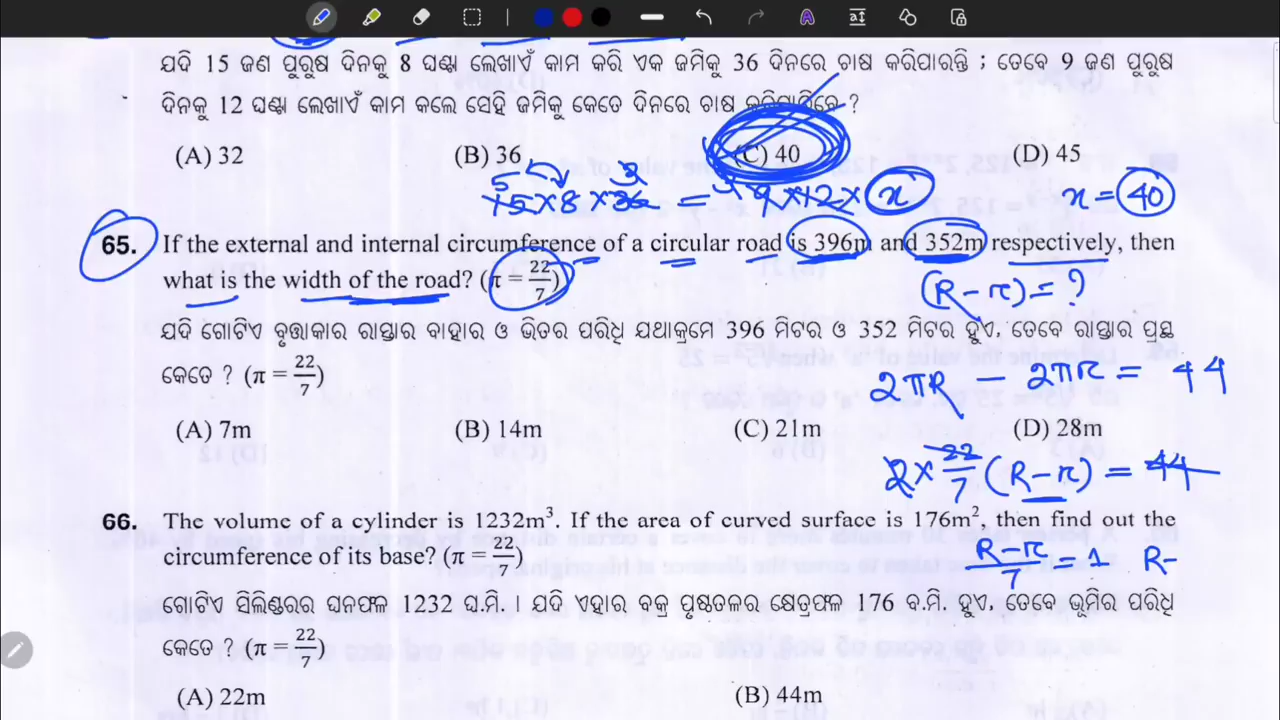 ଯଦି 15 ଜଣ ପୁରୁଷ ଦିନକୁ 8 ଘଣ୍ଟା ଲେଖାଏଁ କାମ କରି ଏକ ଜମିକୁ 36 ଦିନରେ ଚାଷ କରିପାରନ୍ତି ; ତେବେ 9 ଜଣ ପୁରୁଷ
ଦିନକୁ 12 ଘଣ୍ଟା ଲେଖାଏଁ କାମ କଲେ ସେହି ଜମିକୁ କେତେ ଦିନରେ ଚାଷ କରିପାରିବେ ?
(A) 32 (B) 36 (C) 40 (D) 45
15 × 8 × 36 = 9 × 12 × x x = 40
65. If the external and internal circumference of a circular road is 396m and 352m respectively, then
what is the width of the road? (π = 22/7)
(R - r) = ?
ଯଦି ଗୋଟିଏ ବୃତ୍ତାକାର ରାସ୍ତାର ବାହାର ଓ ଭିତର ପରିଧି ଯଥାକ୍ରମେ 396 ମିଟର ଓ 352 ମିଟର ହୁଏ, ତେବେ ରାସ୍ତାର ପ୍ରସ୍ଥ
କେତେ ? (π = 22/7)
2πR - 2πr = 44
(A) 7m (B) 14m (C) 21m (D) 28m
2 × 22/7 (R - r) = 44
66. The volume of a cylinder is 1232m³. If the area of curved surface is 176m², then find out the
circumference of its base? (π = 22/7)
R - r/7 = 1 R-
ଗୋଟିଏ ସିଲିଣ୍ଡରର ଘନଫଳ 1232 ଘ.ମି. । ଯଦି ଏହାର ବକ୍ର ପୃଷ୍ଠତଳର କ୍ଷେତ୍ରଫଳ 176 ବ.ମି. ହୁଏ, ତେବେ ଭୂମିର ପରିଧି
କେତେ ? (π = 22/7)
(A) 22m (B) 44m